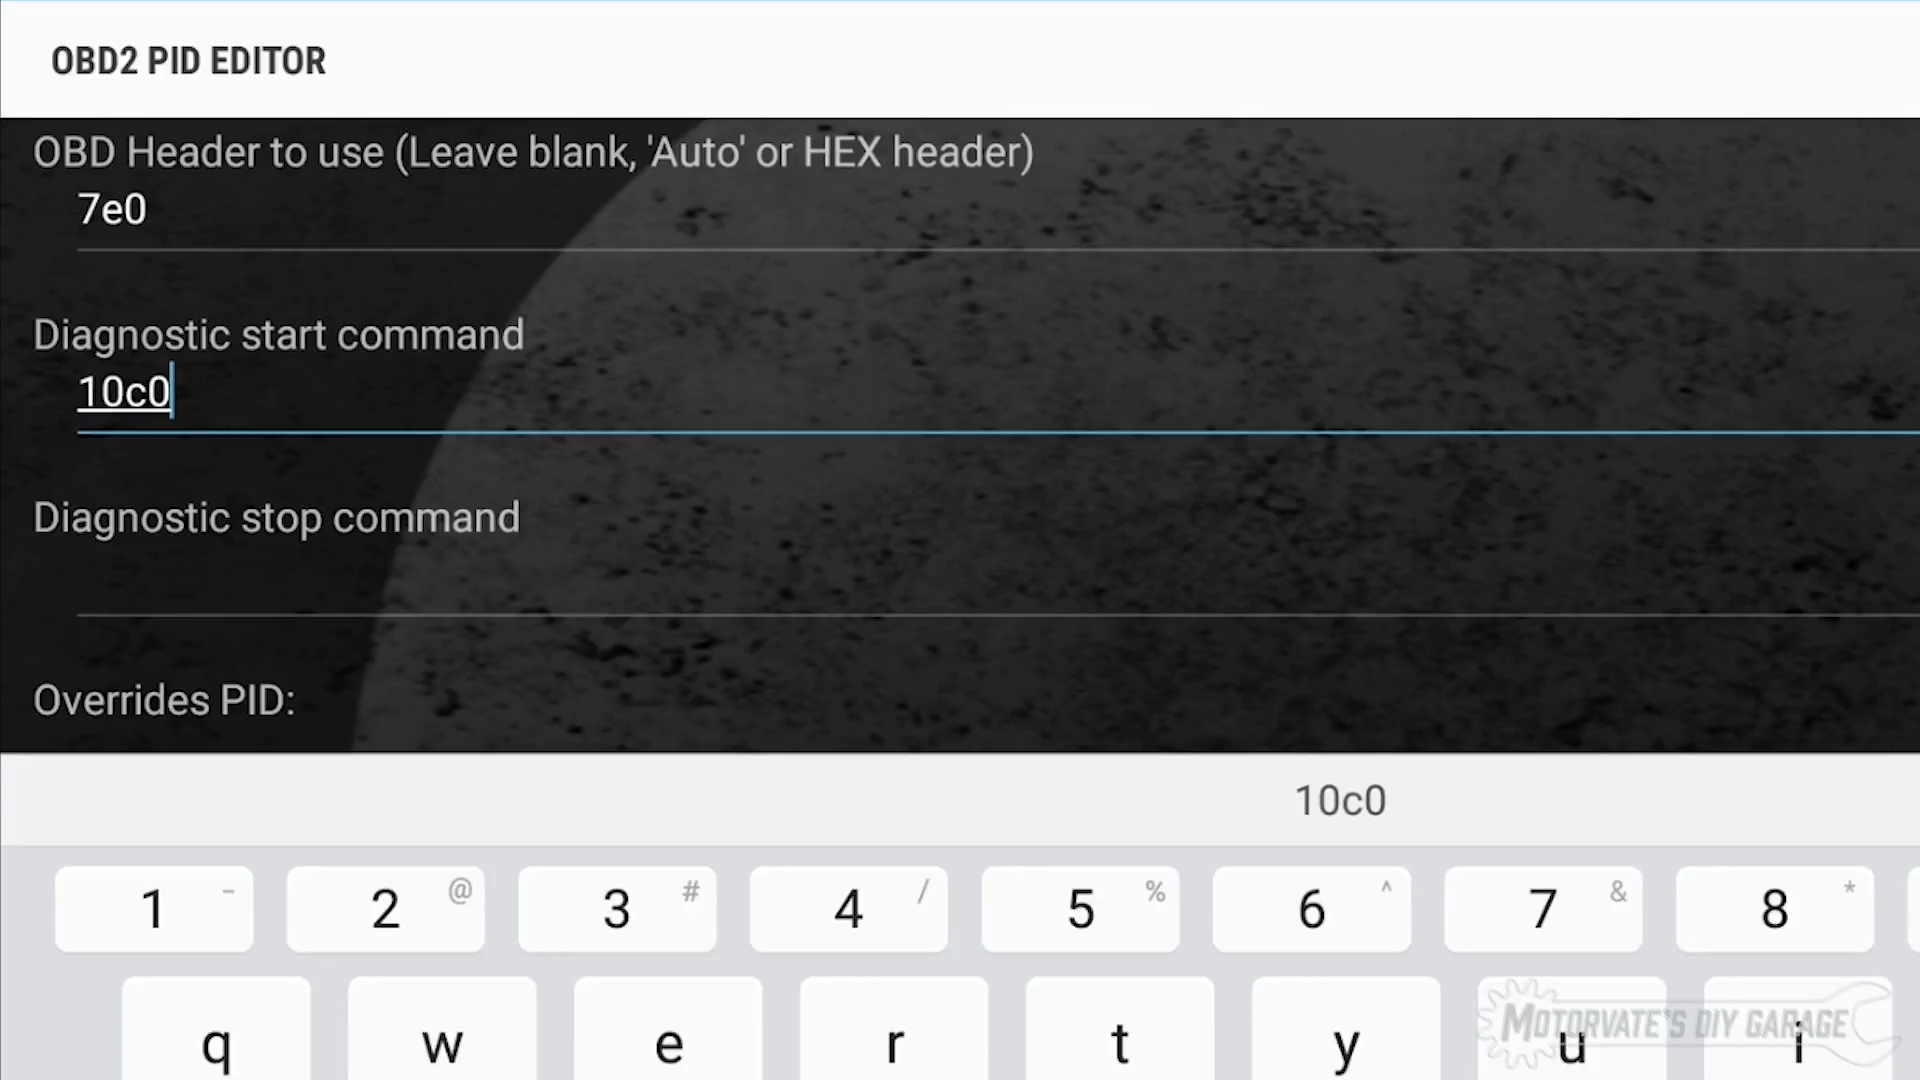 OBD2 PID EDITOR
OBD Header to use (Leave blank, 'Auto' or HEX header)
7e0
Diagnostic start command
10c0
Diagnostic stop command
Overrides PID:
10c0
1 - 2 @ 3 # 4 / 5 % 6 ^ 7 & 8 *
q w e r t y u i
MOTORVATE'S DIY GARAGE